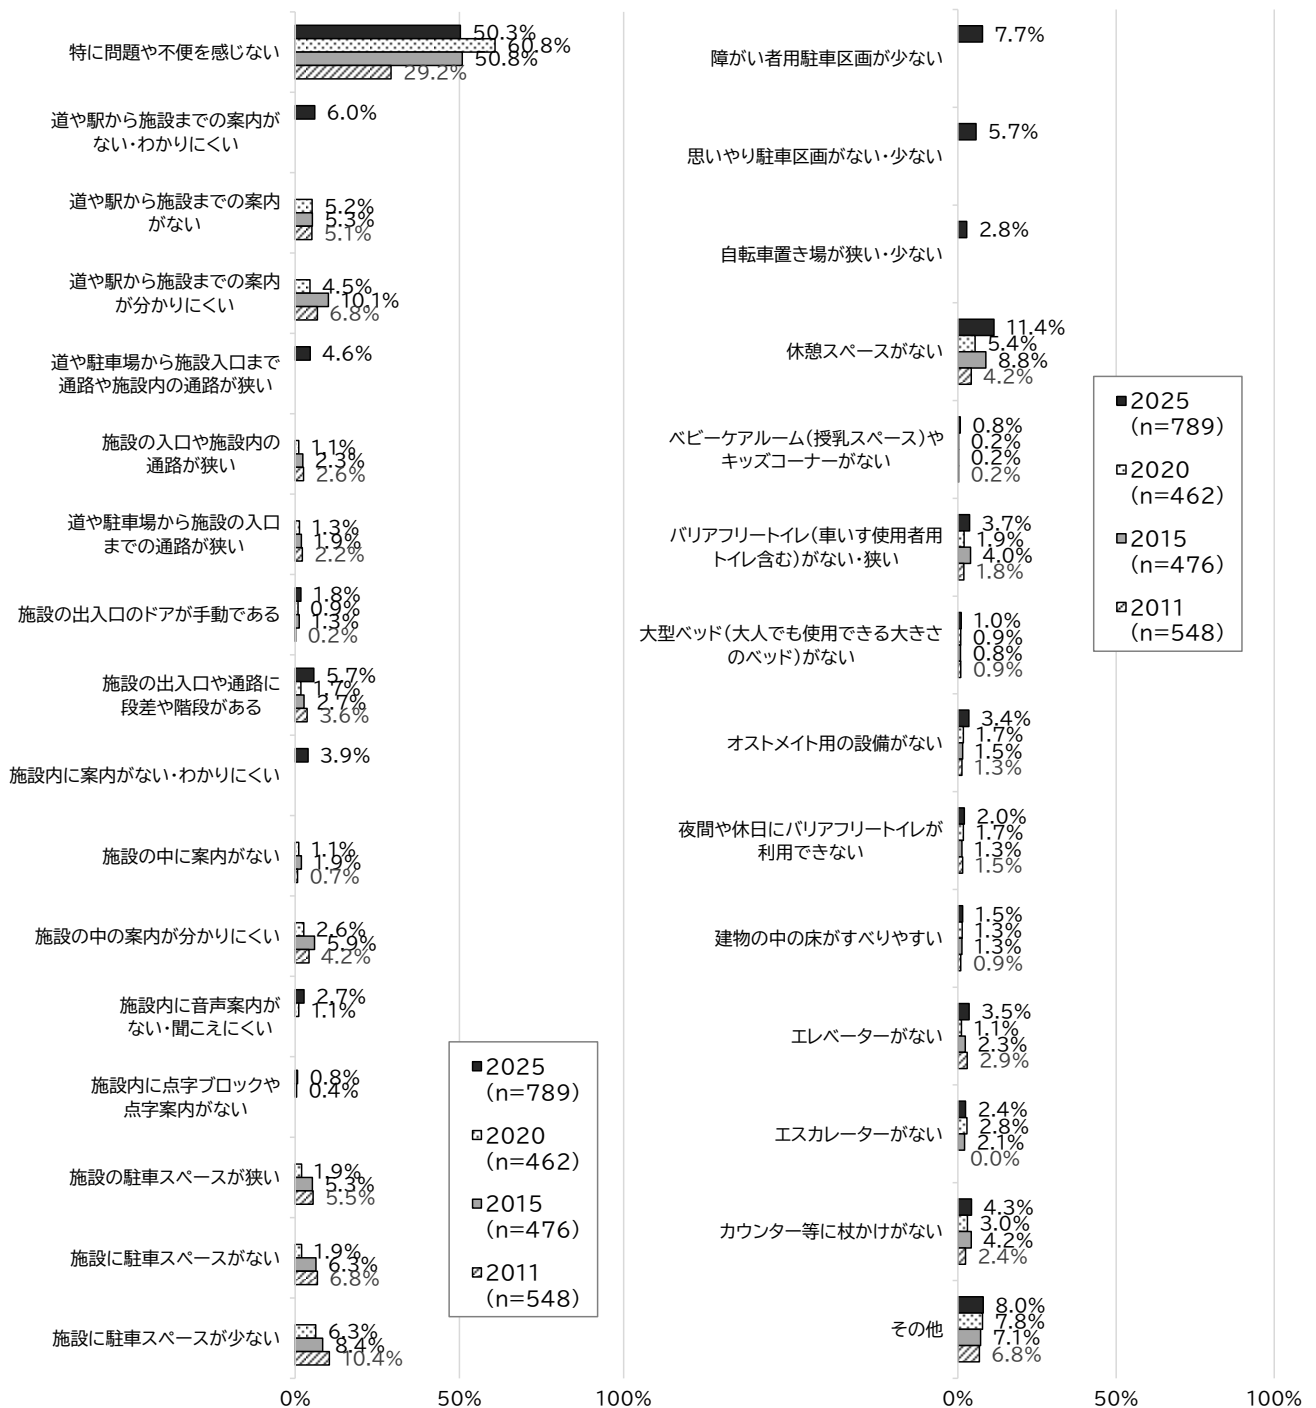 特に問題や不便を感じない
50.3%
60.8%
50.8%
29.2%
道や駅から施設までの案内が
ない・わかりにくい
6.0%
道や駅から施設までの案内
がない
5.2%
5.3%
5.1%
道や駅から施設までの案内
が分かりにくい
4.5%
10.1%
6.8%
道や駐車場から施設入口まで
通路や施設内の通路が狭い
4.6%
施設の入口や施設内の
通路が狭い
1.1%
2.3%
2.6%
道や駐車場から施設の入口
までの通路が狭い
1.3%
1.9%
2.2%
施設の出入口のドアが手動である
1.8%
0.9%
1.3%
0.2%
施設の出入口や通路に
段差や階段がある
5.7%
1.7%
2.7%
3.6%
施設内に案内がない・わかりにくい
3.9%
施設の中に案内がない
1.1%
1.9%
0.7%
施設の中の案内が分かりにくい
2.6%
5.9%
4.2%
施設内に音声案内が
ない・聞こえにくい
2.7%
1.1%
施設内に点字ブロックや
点字案内がない
0.8%
0.4%
施設の駐車スペースが狭い
1.9%
5.3%
5.5%
施設に駐車スペースがない
1.9%
6.3%
6.8%
施設に駐車スペースが少ない
6.3%
8.4%
10.4%
0%
50%
100%
2025
(n=789)
2020
(n=462)
2015
(n=476)
2011
(n=548)
障がい者用駐車区画が少ない
7.7%
思いやり駐車区画がない・少ない
5.7%
自転車置き場が狭い・少ない
2.8%
休憩スペースがない
11.4%
5.4%
8.8%
4.2%
ベビーケアルーム(授乳スペース)や
キッズコーナーがない
0.8%
0.2%
0.2%
0.2%
バリアフリートイレ(車いす使用者用
トイレ含む)がない・狭い
3.7%
1.9%
4.0%
1.8%
大型ベッド(大人でも使用できる大きさ
のベッド)がない
1.0%
0.9%
0.8%
0.9%
オストメイト用の設備がない
3.4%
1.7%
1.5%
1.3%
夜間や休日にバリアフリートイレが
利用できない
2.0%
1.7%
1.3%
1.5%
建物の中の床がすべりやすい
1.5%
1.3%
1.3%
0.9%
エレベーターがない
3.5%
1.1%
2.3%
2.9%
エスカレーターがない
2.4%
2.8%
2.1%
0.0%
カウンター等に杖かけがない
4.3%
3.0%
4.2%
2.4%
その他
8.0%
7.8%
7.1%
6.8%
0%
50%
100%
2025
(n=789)
2020
(n=462)
2015
(n=476)
2011
(n=548)